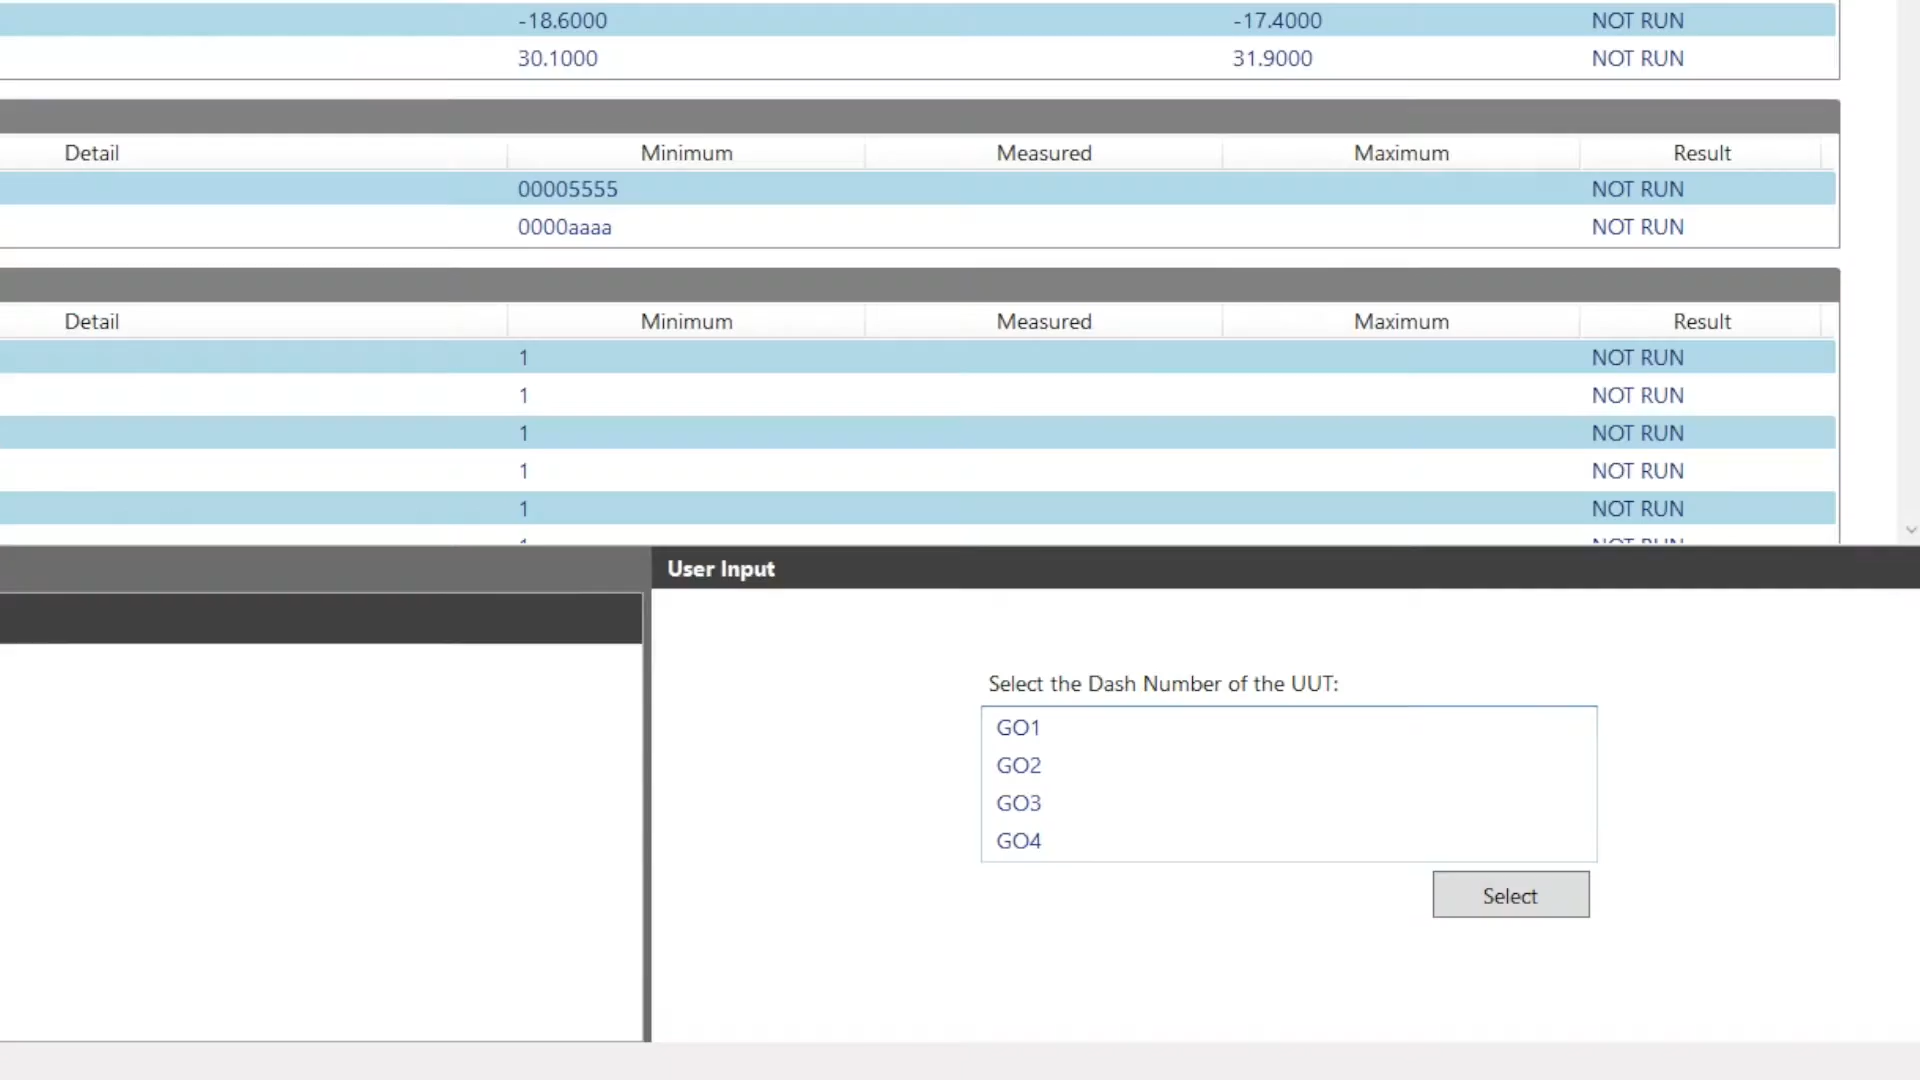 -18.6000 -17.4000 NOT RUN
30.1000 31.9000 NOT RUN
Detail Minimum Measured Maximum Result
00005555 NOT RUN
0000aaaa NOT RUN
Detail Minimum Measured Maximum Result
1 NOT RUN
1 NOT RUN
1 NOT RUN
1 NOT RUN
1 NOT RUN
User Input
Select the Dash Number of the UUT:
GO1
GO2
GO3
GO4
Select